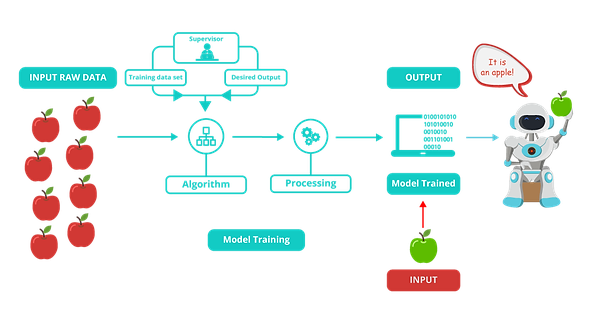 Supervisor
INPUT RAW DATA
Training data set
Desired Output
OUTPUT
It is
an apple!
0100101010
101010010
0010010
001101001
00010
Algorithm
Processing
Model Trained
Model Training
INPUT